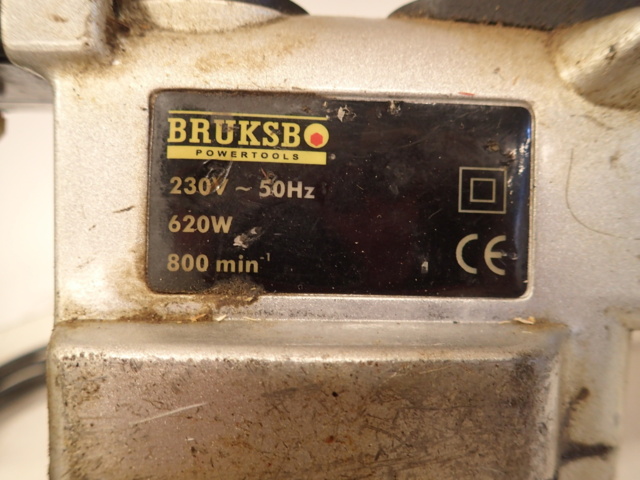 BRUKSBO
POWERTOOLS
230V ~ 50Hz
620W
800 min⁻¹
CE